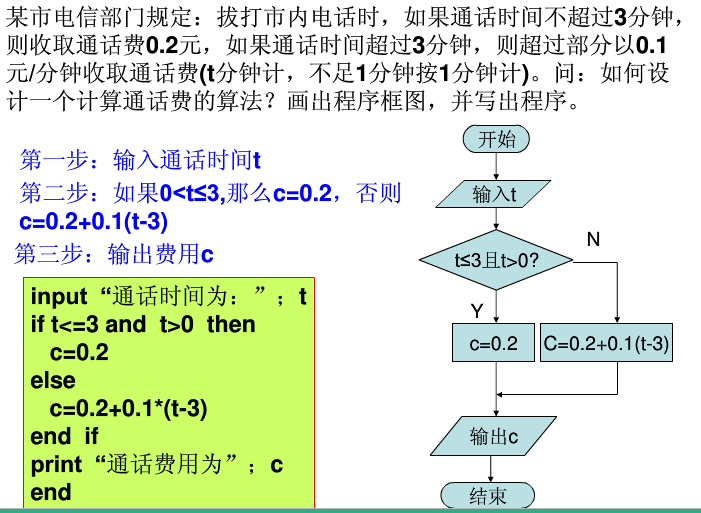 某市电信部门规定：拔打市内电话时，如果通话时间不超过3分钟，
则收取通话费0.2元，如果通话时间超过3分钟，则超过部分以0.1
元/分钟收取通话费(t分钟计，不足1分钟按1分钟计)。问：如何设
计一个计算通话费的算法？画出程序框图，并写出程序。
第一步：输入通话时间t
第二步：如果0<t≤3,那么c=0.2，否则
c=0.2+0.1(t-3)
第三步：输出费用c
input “通话时间为：”；t
if t<=3 and t>0 then
c=0.2
else
c=0.2+0.1*(t-3)
end if
print “通话费用为”；c
end
开始
输入t
t≤3且t>0?
N
Y
c=0.2
C=0.2+0.1(t-3)
输出c
结束